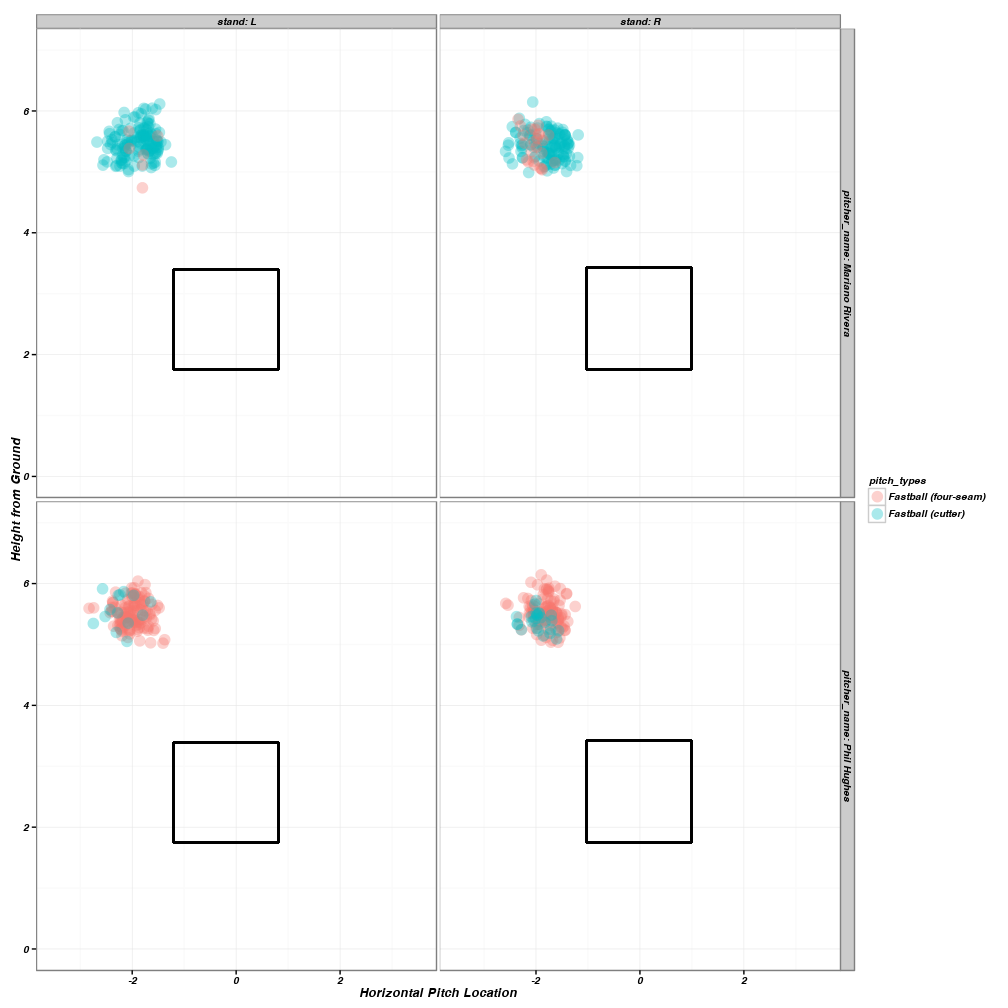 stand: L
stand: R
6
4
2
0
pitcher_name: Mariano Rivera
6
4
2
0
pitcher_name: Phil Hughes
Height from Ground
-2
0
2
-2
0
2
Horizontal Pitch Location
pitch_types
Fastball (four-seam)
Fastball (cutter)